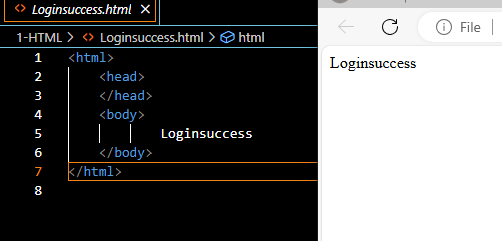 Loginsuccess.html
1-HTML > Loginsuccess.html > html
1 <html>
2 <head>
3 </head>
4 <body>
5 Loginsuccess
6 </body>
7 </html>
8
File
Loginsuccess